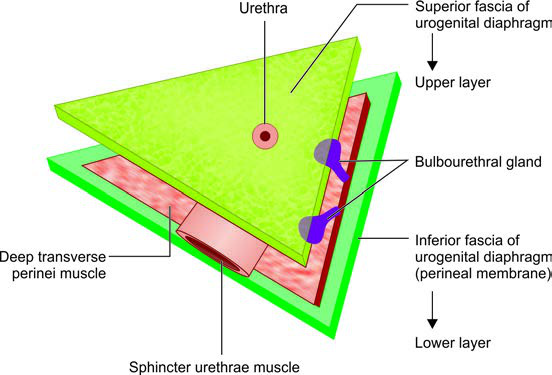 Urethra
Superior fascia of
urogenital diaphragm
Upper layer
Bulbourethral gland
Deep transverse
perinei muscle
Inferior fascia of
urogenital diaphragm
(perineal membrane)
Lower layer
Sphincter urethrae muscle